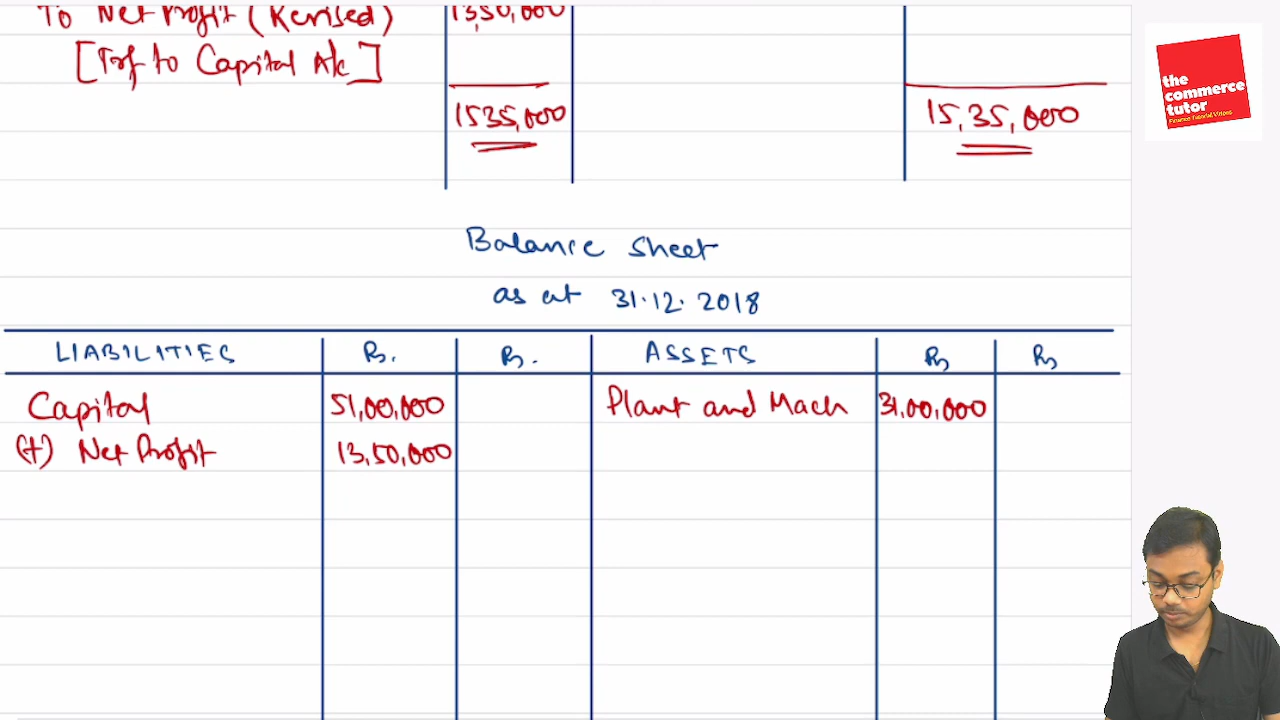 To Net Profit (Revised) 13,50,000
[Trf to Capital A/c]
1535,000 15,35,000
the
commerce
tutor
Balance Sheet
as at 31.12.2018
LIABILITIES Rs. Rs. ASSETS Rs Rs
Capital 51,00,000 Plant and Mach 31,00,000
(+) Net Profit 13,50,000